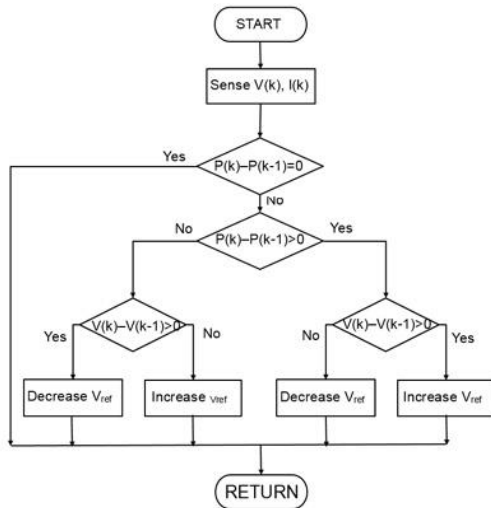 START
Sense V(k), I(k)
Yes
P(k)–P(k-1)=0
No
No
P(k)–P(k-1)>0
Yes
V(k)–V(k-1)>0
V(k)–V(k-1)>0
Yes
No
No
Yes
Decrease Vref
Increase Vref
Decrease Vref
Increase Vref
RETURN